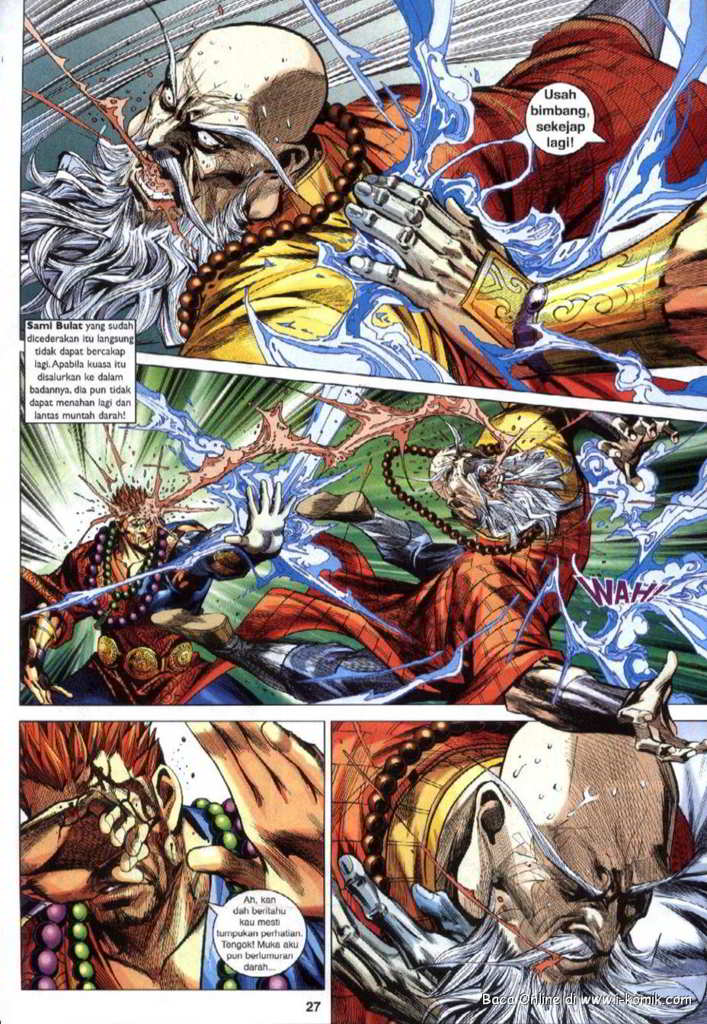 Usah
bimbang,
sekejap
lagi!
Sami Bulat yang sudah
dicederakan itu langsung
tidak dapat bercakap
lagi. Apabila kuasa itu
disalurkan ke dalam
badannya, dia pun tidak
dapat menahan lagi dan
lantas muntah darah!
WAH!
Ah, kan
dah beritahu
kau mesti
tumpukan perhatian.
Tengok! Muka aku
pun berlumuran
darah...
27
Baca Online di www.i-komik.com